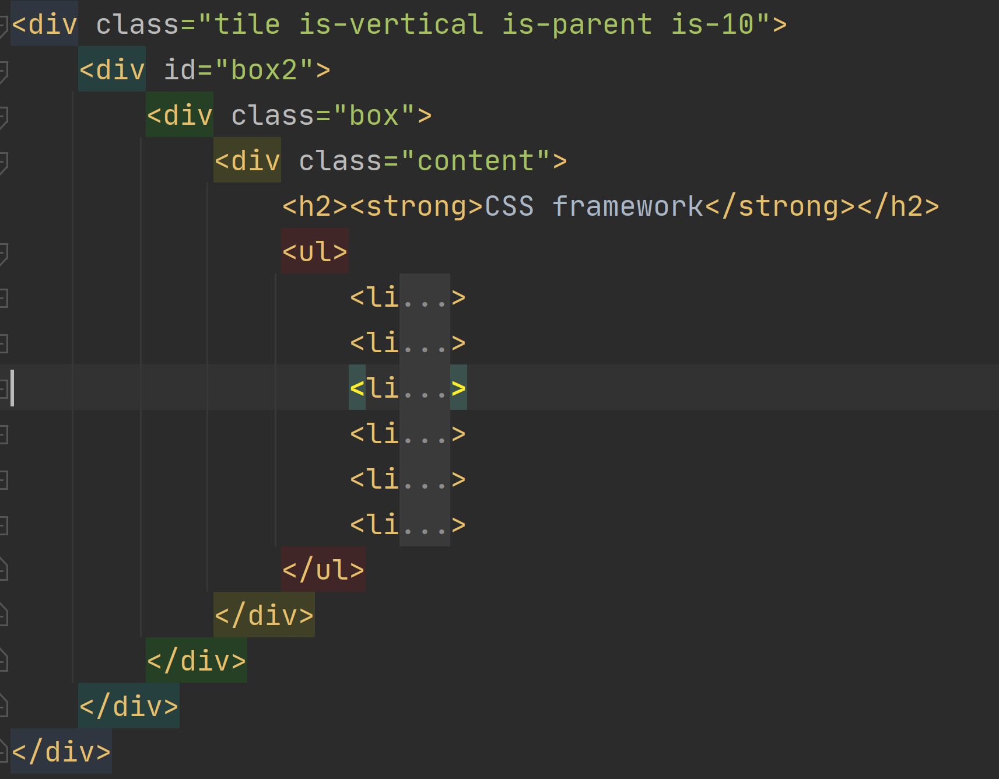 <div class="tile is-vertical is-parent is-10">
<div id="box2">
<div class="box">
<div class="content">
<h2><strong>CSS framework</strong></h2>
<ul>
<li...>
<li...>
<li...>
<li...>
<li...>
<li...>
</ul>
</div>
</div>
</div>
</div>